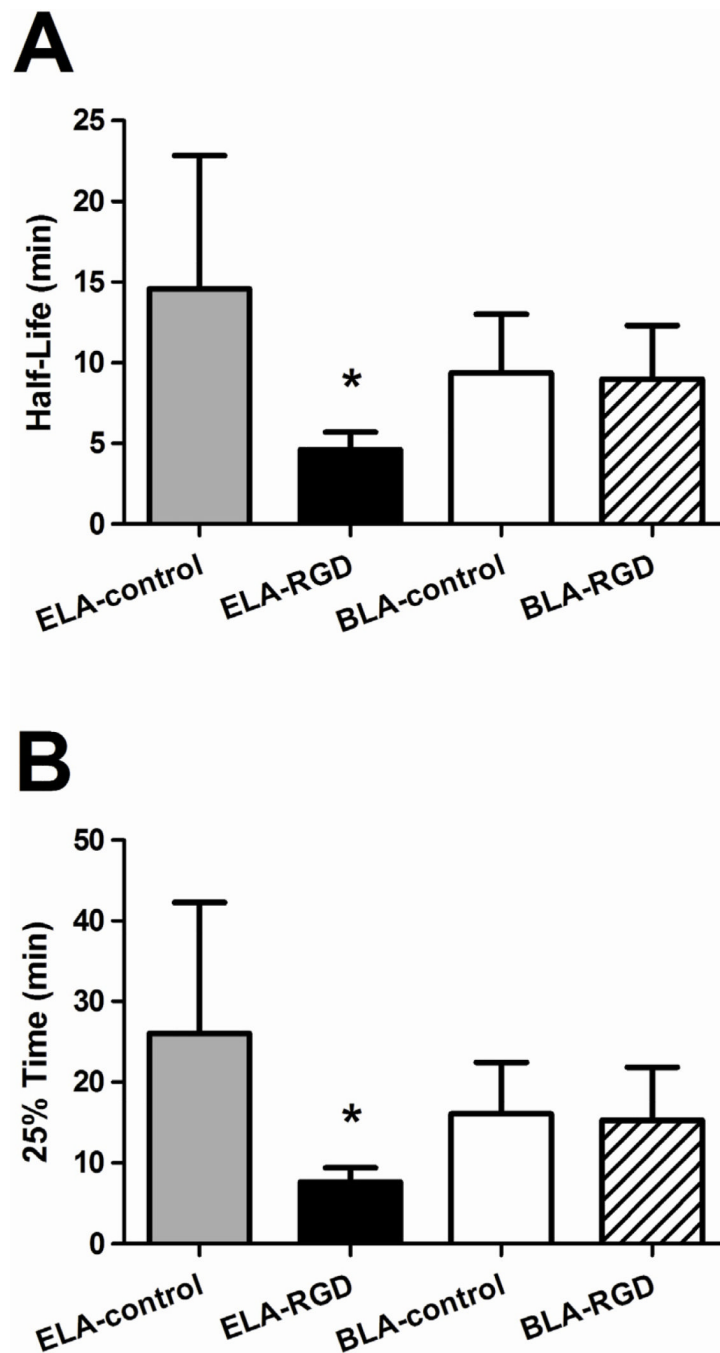 A
Half-Life (min)
25
20
15
10
5
0
*
ELA-control
ELA-RGD
BLA-control
BLA-RGD
B
25% Time (min)
50
40
30
20
10
0
*
ELA-control
ELA-RGD
BLA-control
BLA-RGD